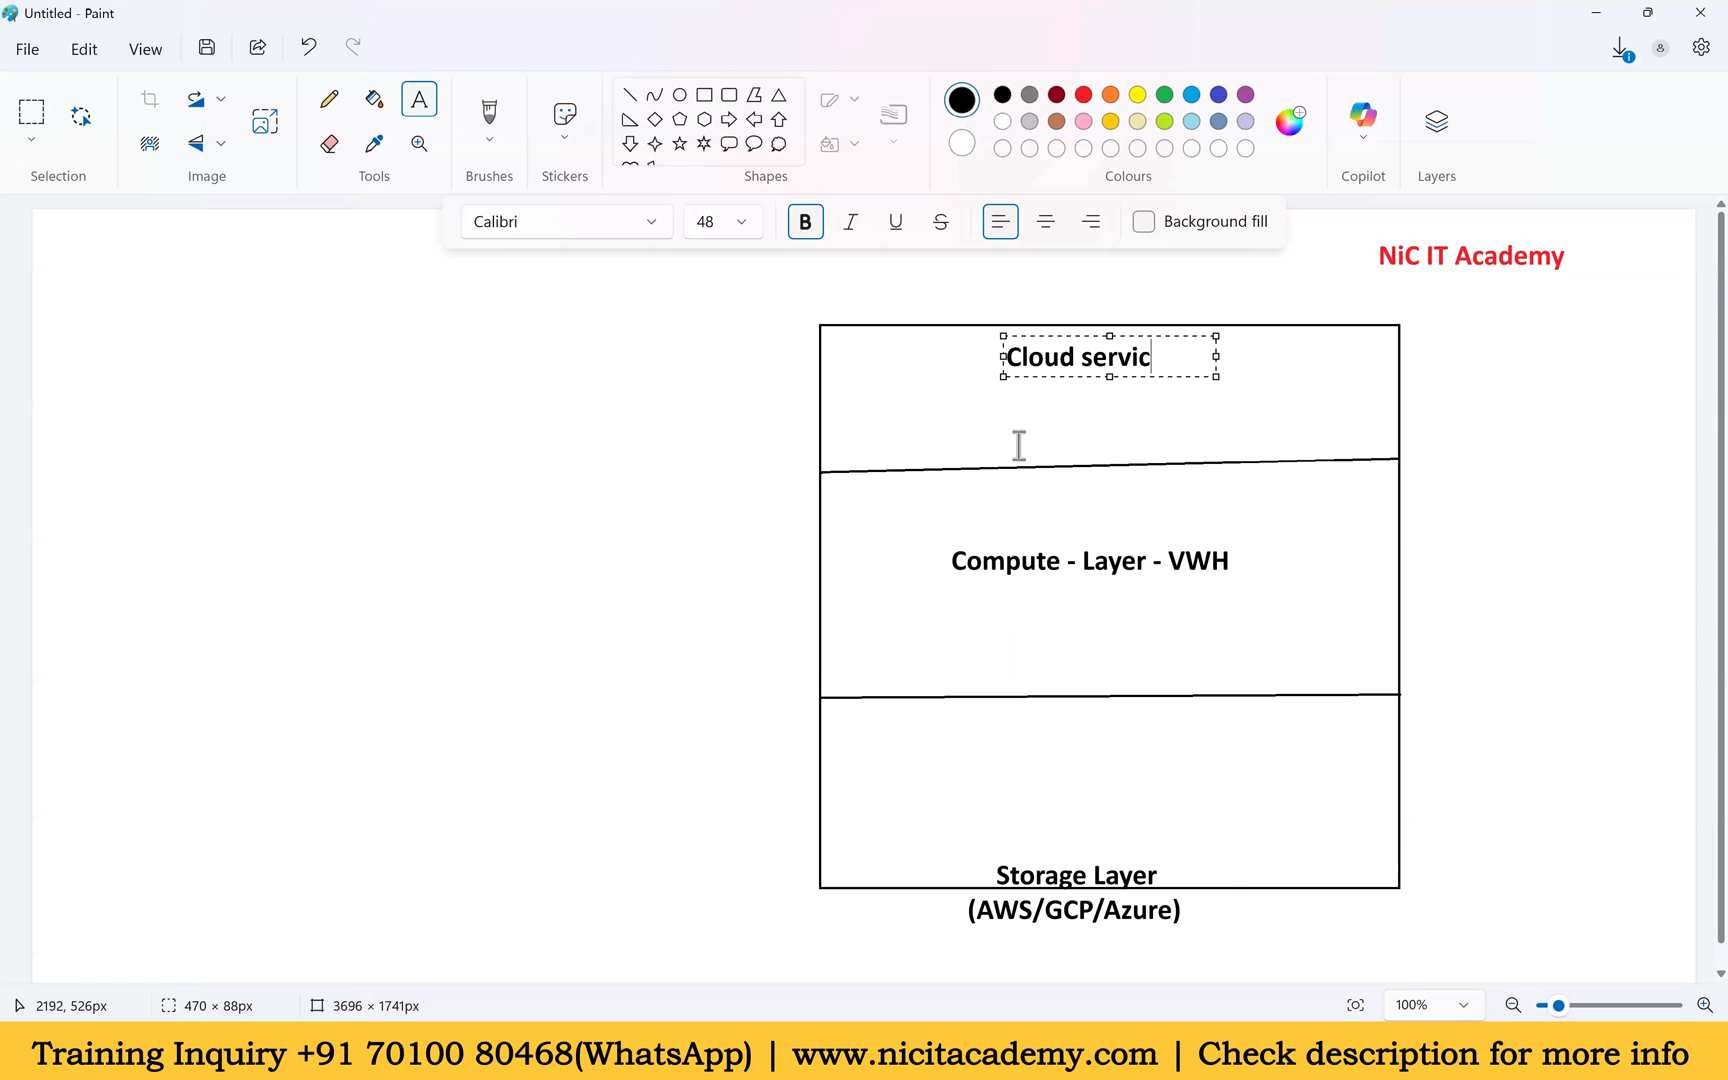 Untitled - Paint
File Edit View
Selection Image Tools Brushes Stickers Shapes Colours Copilot Layers
Calibri 48 B I U S Background fill
NiC IT Academy
Cloud servic
Compute - Layer - VWH
Storage Layer
(AWS/GCP/Azure)
2192, 526px 470 × 88px 3696 × 1741px 100%
Training Inquiry +91 70100 80468(WhatsApp) | www.nicitacademy.com | Check description for more info